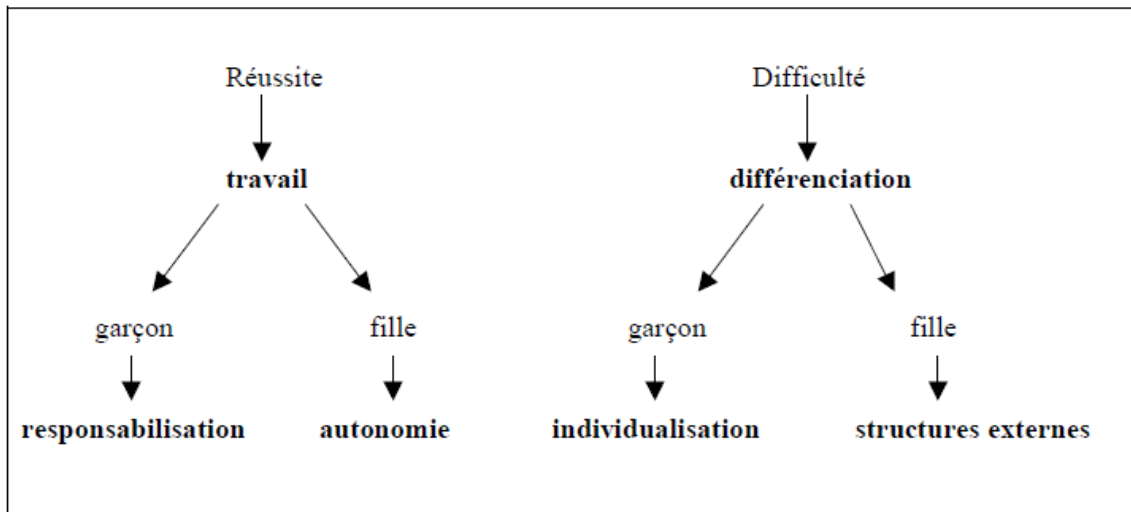 Réussite Difficulté
travail différenciation
garçon fille garçon fille
responsabilisation autonomie individualisation structures externes